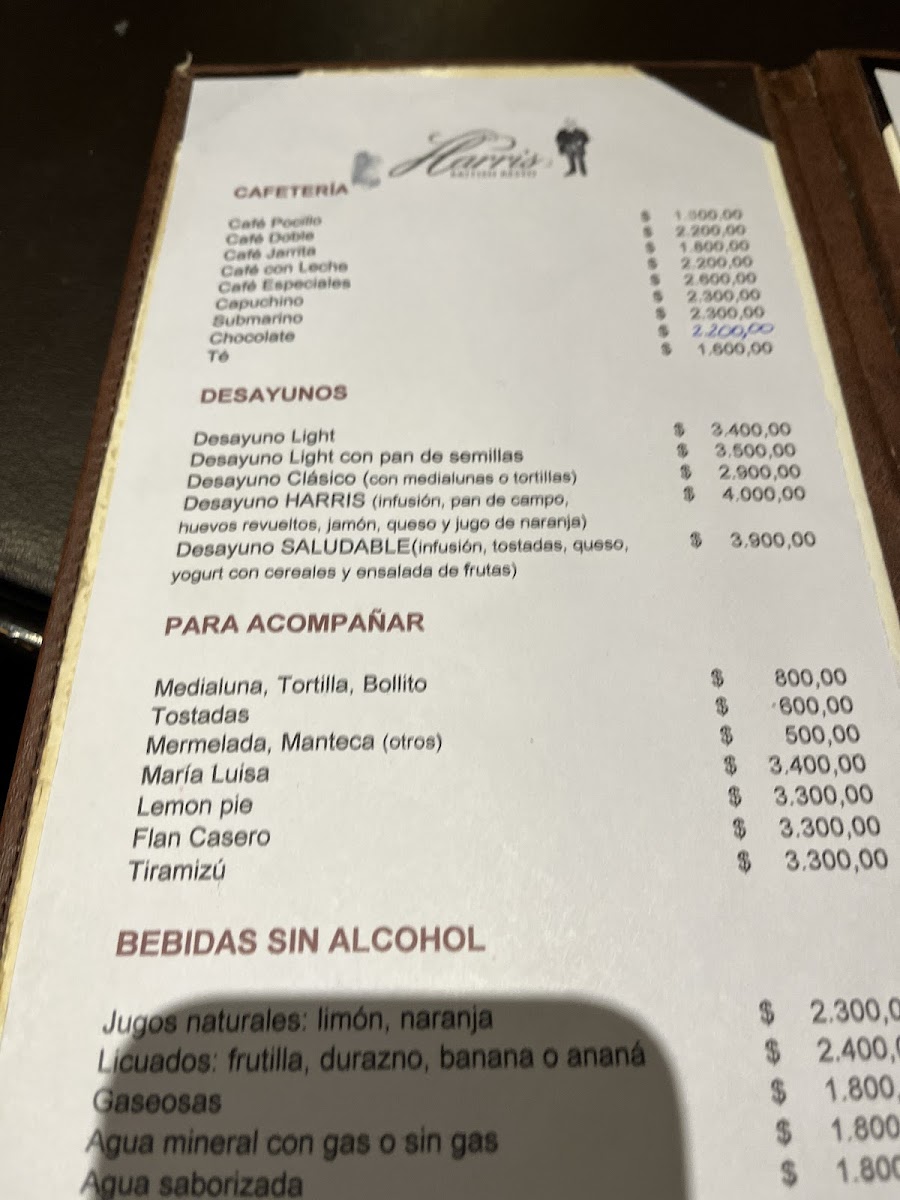 Harris
CAFETERÍA
Café Pocillo $
Café Doble $ 2.200,00
Café Jarrita $ 1.800,00
Café con Leche $ 2.200,00
Café Especiales $ 2.600,00
Capuchino $ 2.300,00
Submarino $ 2.300,00
Chocolate $ 2.200,00
Té $ 1.600,00
DESAYUNOS
Desayuno Light $ 3.400,00
Desayuno Light con pan de semillas $ 3.500,00
Desayuno Clásico (con medialunas o tortillas) $ 2.900,00
Desayuno HARRIS (infusión, pan de campo, $ 4.000,00
huevos revueltos, jamón, queso y jugo de naranja)
Desayuno SALUDABLE(infusión, tostadas, queso, $ 3.900,00
yogurt con cereales y ensalada de frutas)
PARA ACOMPAÑAR
Medialuna, Tortilla, Bollito $ 800,00
Tostadas $ 600,00
Mermelada, Manteca (otros) $ 500,00
María Luisa $ 3.400,00
Lemon pie $ 3.300,00
Flan Casero $ 3.300,00
Tiramizú $ 3.300,00
BEBIDAS SIN ALCOHOL
Jugos naturales: limón, naranja $ 2.300,0
Licuados: frutilla, durazno, banana o ananá $ 2.400,
Gaseosas $ 1.800,
Agua mineral con gas o sin gas $ 1.800
Agua saborizada $ 1.800